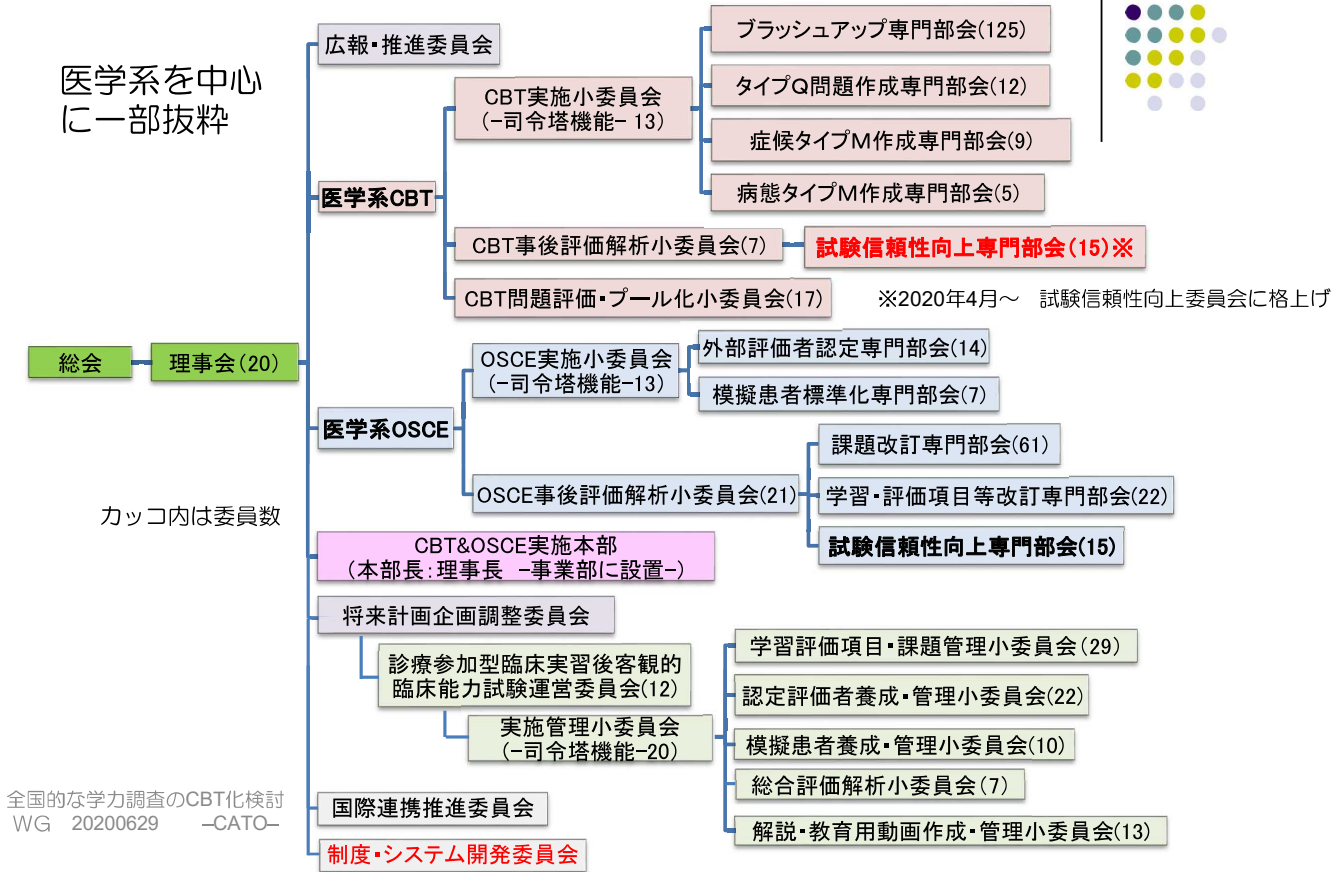 医学系を中心
に一部抜粋
広報・推進委員会
医学系CBT
CBT実施小委員会
(-司令塔機能- 13)
ブラッシュアップ専門部会(125)
タイプQ問題作成専門部会(12)
症候タイプM作成専門部会(9)
病態タイプM作成専門部会(5)
CBT事後評価解析小委員会(7)
試験信頼性向上専門部会(15)※
CBT問題評価・プール化小委員会(17)
※2020年4月~ 試験信頼性向上委員会に格上げ
総会
理事会(20)
医学系OSCE
OSCE実施小委員会
(-司令塔機能-13)
外部評価者認定専門部会(14)
模擬患者標準化専門部会(7)
OSCE事後評価解析小委員会(21)
課題改訂専門部会(61)
学習・評価項目等改訂専門部会(22)
試験信頼性向上専門部会(15)
カッコ内は委員数
CBT&OSCE実施本部
(本部長:理事長 -事業部に設置-)
将来計画企画調整委員会
診療参加型臨床実習後客観的
臨床能力試験運営委員会(12)
実施管理小委員会
(-司令塔機能-20)
学習評価項目・課題管理小委員会(29)
認定評価者養成・管理小委員会(22)
模擬患者養成・管理小委員会(10)
総合評価解析小委員会(7)
解説・教育用動画作成・管理小委員会(13)
国際連携推進委員会
制度・システム開発委員会
全国的な学力調査のCBT化検討
WG 20200629 –CATO–